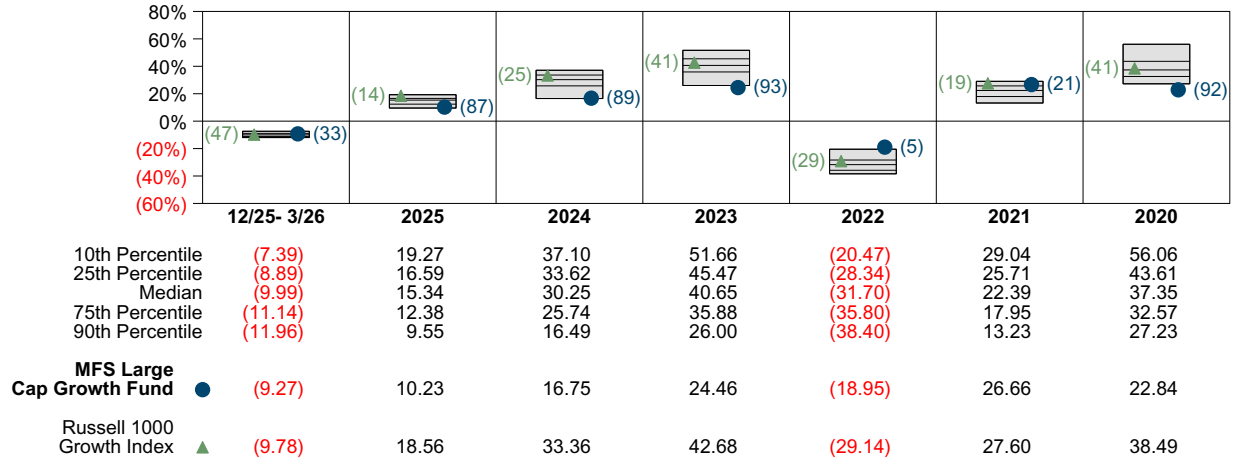 80%
60%
40%
20%
0%
(20%)
(40%)
(60%)
(47) (33)
(14) (87)
(25) (89)
(41) (93)
(29) (5)
(19) (21)
(41) (92)
12/25- 3/26 2025 2024 2023 2022 2021 2020
10th Percentile (7.39) 19.27 37.10 51.66 (20.47) 29.04 56.06
25th Percentile (8.89) 16.59 33.62 45.47 (28.34) 25.71 43.61
Median (9.99) 15.34 30.25 40.65 (31.70) 22.39 37.35
75th Percentile (11.14) 12.38 25.74 35.88 (35.80) 17.95 32.57
90th Percentile (11.96) 9.55 16.49 26.00 (38.40) 13.23 27.23
MFS Large
Cap Growth Fund (9.27) 10.23 16.75 24.46 (18.95) 26.66 22.84
Russell 1000
Growth Index (9.78) 18.56 33.36 42.68 (29.14) 27.60 38.49